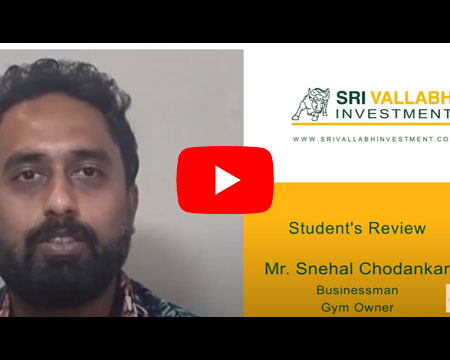 SRI VALLABH
INVESTMENT
WWW.SRIVALLABHINVESTMENT.CO
Student's Review
Mr. Snehal Chodankar
Businessman
Gym Owner